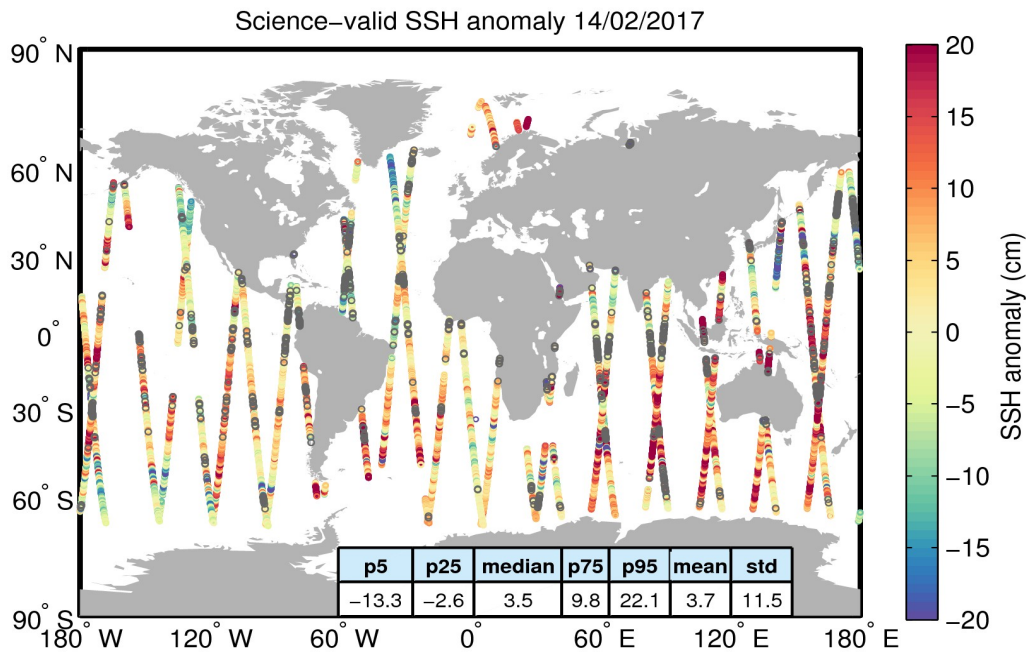 Science−valid SSH anomaly 14/02/2017
90° N
60° N
30° N
0°
30° S
60° S
90° S
180° W
120° W
60° W
0°
60° E
120° E
180° E
p5 p25 median p75 p95 mean std
−13.3 −2.6 3.5 9.8 22.1 3.7 11.5
20
15
10
5
0
−5
−10
−15
−20
SSH anomaly (cm)